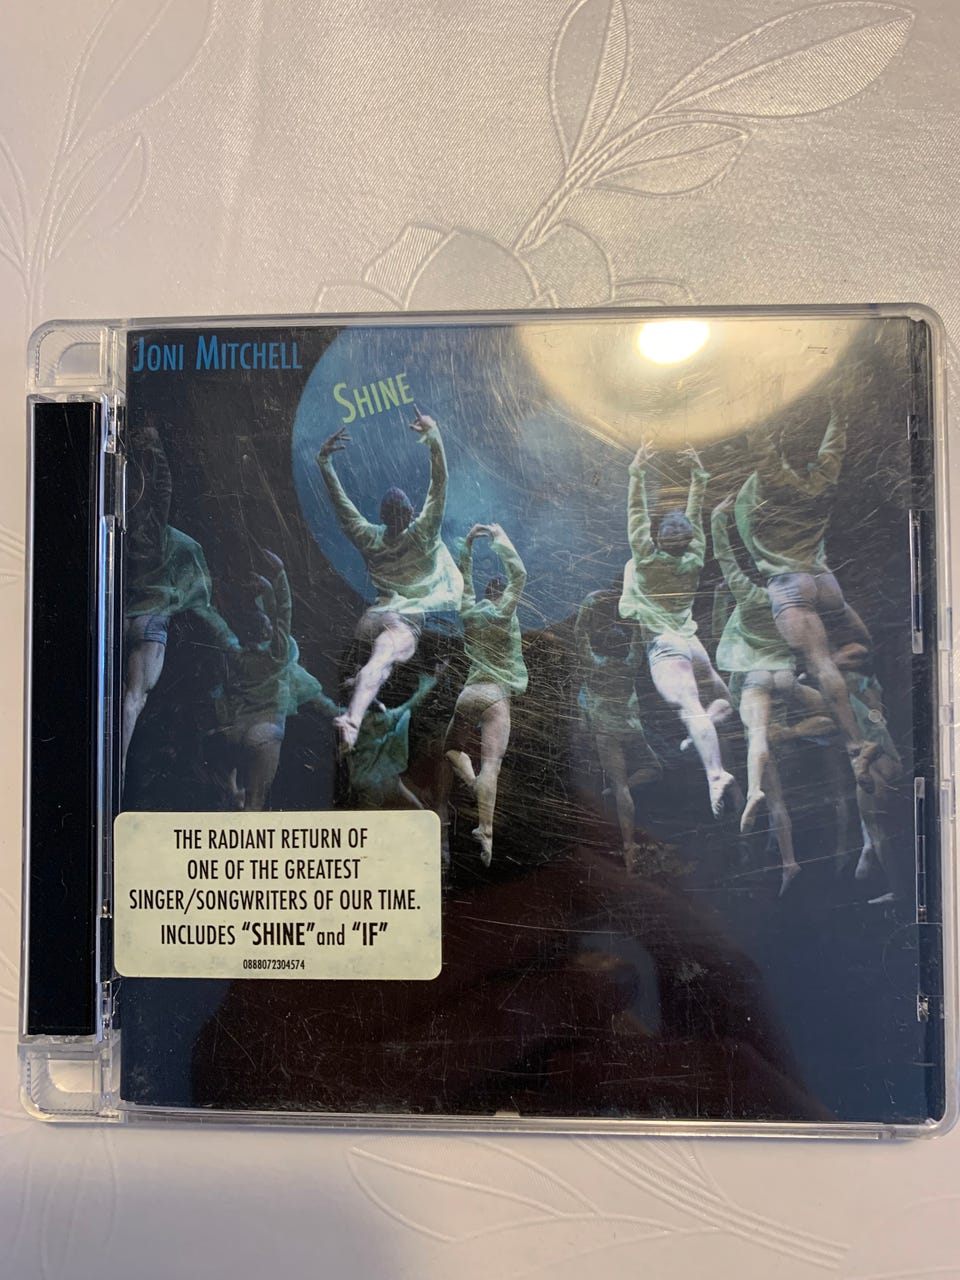 JONI MITCHELL
SHINE
THE RADIANT RETURN OF
ONE OF THE GREATEST
SINGER/SONGWRITERS OF OUR TIME.
INCLUDES “SHINE” and “IF”
0888072304574